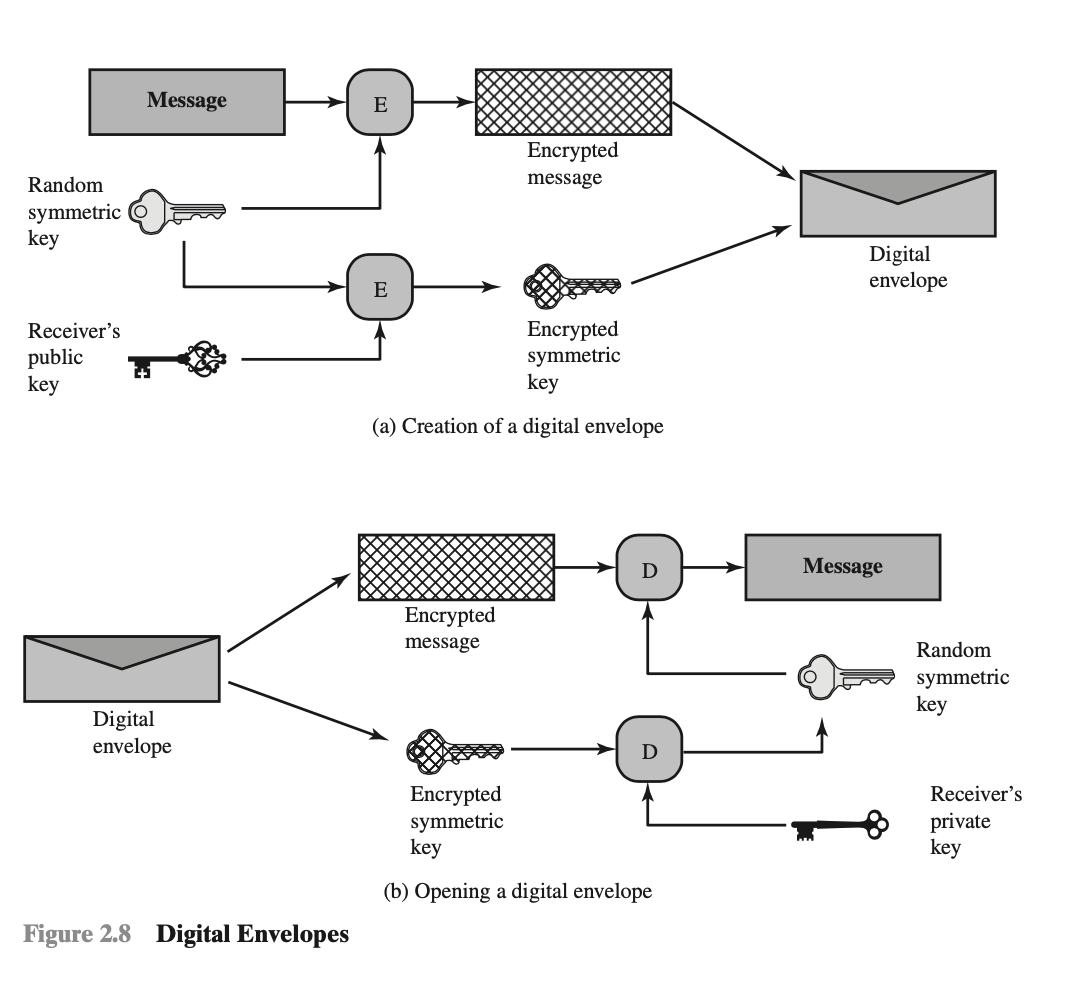 Message
E
Encrypted
message
Random
symmetric
key
Digital
envelope
E
Receiver's
public
key
Encrypted
symmetric
key
(a) Creation of a digital envelope
Encrypted
message
D
Message
Digital
envelope
Random
symmetric
key
D
Encrypted
symmetric
key
Receiver's
private
key
(b) Opening a digital envelope
Figure 2.8 Digital Envelopes